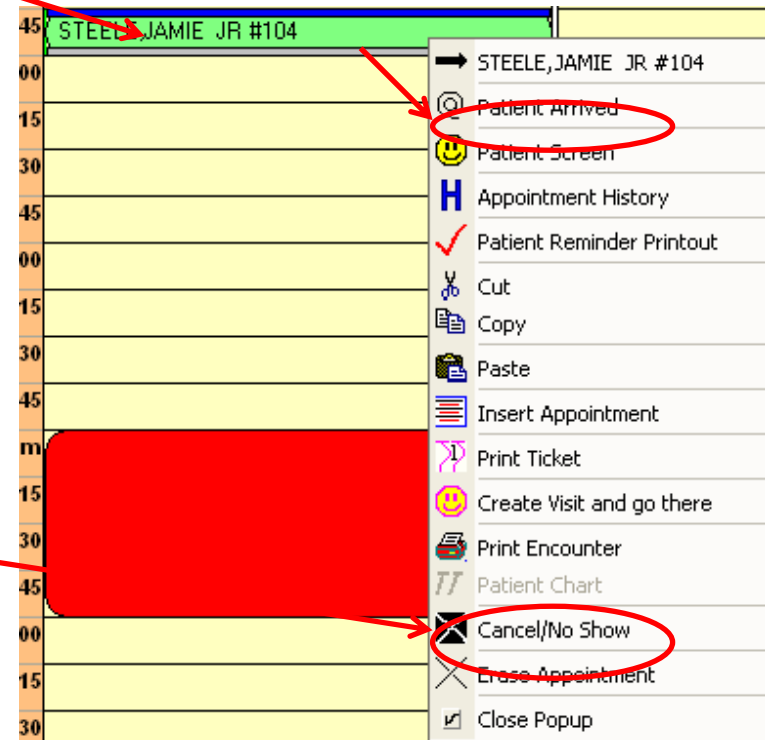 45 STEELE,JAMIE JR #104
00
15
30
45
00
15
30
45
m
15
30
45
00
15
30
STEELE,JAMIE JR #104
Patient Arrived
Patient Screen
H Appointment History
Patient Reminder Printout
Cut
Copy
Paste
Insert Appointment
1 Print Ticket
Create Visit and go there
Print Encounter
Patient Chart
Cancel/No Show
Erase Appointment
Close Popup